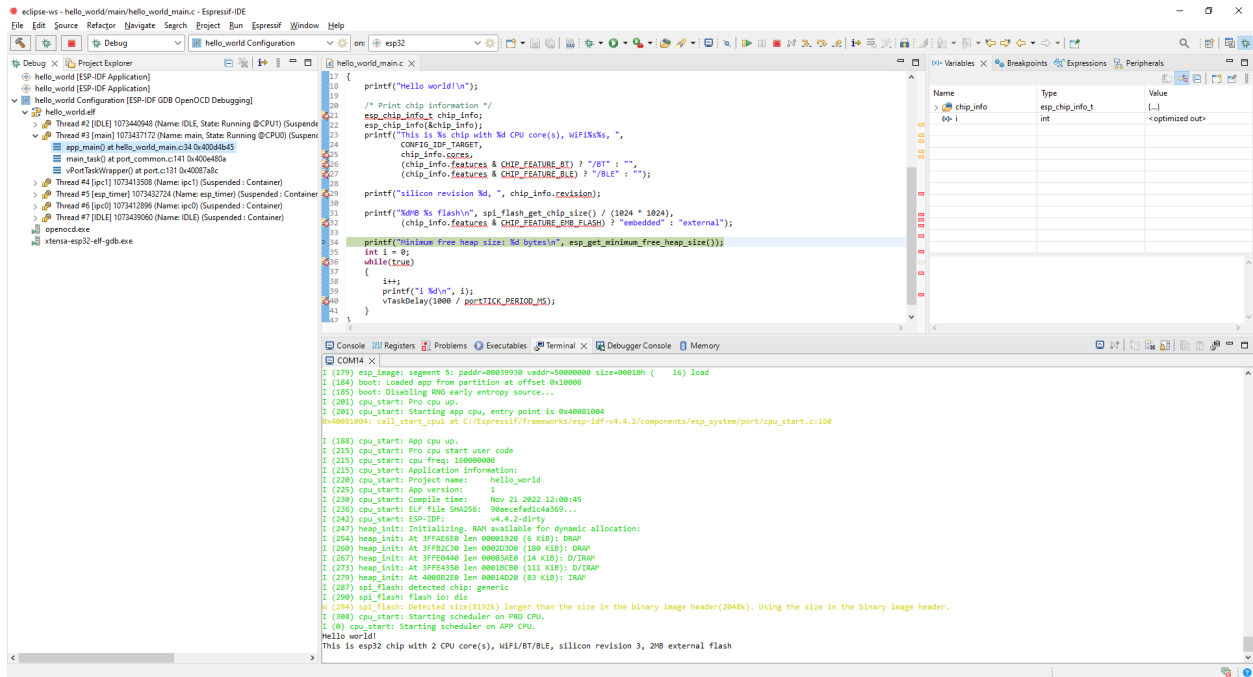 eclipse-ws - hello_world/main/hello_world_main.c - Espressif-IDE
File Edit Source Refactor Navigate Search Project Run Espressif Window Help
Debug hello_world Configuration on: esp32
Debug Project Explorer
hello_world [ESP-IDF Application]
hello_world [ESP-IDF Application]
hello_world Configuration [ESP-IDF GDB OpenOCD Debugging]
hello_world.elf
Thread #2 [IDLE] 1073440948 (Name: IDLE, State: Running @CPU1) (Suspende
Thread #3 [main] 1073437172 (Name: main, State: Running @CPU0) (Suspenc
app_main() at hello_world_main.c:34 0x400d4b45
main_task() at port_common.c:141 0x400e480a
vPortTaskWrapper() at port.c:131 0x40087a8c
Thread #4 [ipc1] 1073413508 (Name: ipc1) (Suspended : Container)
Thread #5 [esp_timer] 1073432724 (Name: esp_timer) (Suspended : Container
Thread #6 [ipc0] 1073412896 (Name: ipc0) (Suspended : Container)
Thread #7 [IDLE] 1073439060 (Name: IDLE) (Suspended : Container)
openocd.exe
xtensa-esp32-elf-gdb.exe
hello_world_main.c
17 {
18 printf("Hello world!\n");
19
20 /* Print chip information */
21 esp_chip_info_t chip_info;
22 esp_chip_info(&chip_info);
23 printf("This is %s chip with %d CPU core(s), WiFi%s%s, ",
24 CONFIG_IDF_TARGET,
25 chip_info.cores,
26 (chip_info.features & CHIP_FEATURE_BT) ? "/BT" : "",
27 (chip_info.features & CHIP_FEATURE_BLE) ? "/BLE" : "");
28
29 printf("silicon revision %d, ", chip_info.revision);
30
31 printf("%dMB %s flash\n", spi_flash_get_chip_size() / (1024 * 1024),
32 (chip_info.features & CHIP_FEATURE_EMB_FLASH) ? "embedded" : "external");
33
34 printf("Minimum free heap size: %d bytes\n", esp_get_minimum_free_heap_size());
35 int i = 0;
36 while(true)
37 {
38 i++;
39 printf("i %d\n", i);
40 vTaskDelay(1000 / portTICK_PERIOD_MS);
41 }
42 }
Variables Breakpoints Expressions Peripherals
Name Type Value
chip_info esp_chip_info_t {...}
i int <optimized out>
Console Registers Problems Executables Terminal Debugger Console Memory
COM14
I (179) esp_image: segment 5: paddr=00039930 vaddr=50000000 size=00010h ( 16) load
I (184) boot: Loaded app from partition at offset 0x10000
I (185) boot: Disabling RNG early entropy source...
I (201) cpu_start: Pro cpu up.
I (201) cpu_start: Starting app cpu, entry point is 0x40081004
0x40081004: call_start_cpu1 at C:/Espressif/frameworks/esp-idf-v4.4.2/components/esp_system/port/cpu_start.c:160
I (188) cpu_start: App cpu up.
I (215) cpu_start: Pro cpu start user code
I (215) cpu_start: cpu freq: 160000000
I (215) cpu_start: Application information:
I (220) cpu_start: Project name: hello_world
I (225) cpu_start: App version: 1
I (230) cpu_start: Compile time: Nov 21 2022 12:00:45
I (236) cpu_start: ELF file SHA256: 90aecefad1c4a369...
I (242) cpu_start: ESP-IDF: v4.4.2-dirty
I (247) heap_init: Initializing. RAM available for dynamic allocation:
I (254) heap_init: At 3FFAE6E0 len 00001920 (6 KiB): DRAM
I (260) heap_init: At 3FFB2C30 len 0002D3D0 (180 KiB): DRAM
I (267) heap_init: At 3FFE0440 len 00003AE0 (14 KiB): D/IRAM
I (273) heap_init: At 3FFE4350 len 0001BCB0 (111 KiB): D/IRAM
I (279) heap_init: At 4008B2E0 len 00014D20 (83 KiB): IRAM
I (287) spi_flash: detected chip: generic
I (290) spi_flash: flash io: dio
W (294) spi_flash: Detected size(8192k) larger than the size in the binary image header(2048k). Using the size in the binary image header.
I (308) cpu_start: Starting scheduler on PRO CPU.
I (0) cpu_start: Starting scheduler on APP CPU.
Hello world!
This is esp32 chip with 2 CPU core(s), WiFi/BT/BLE, silicon revision 3, 2MB external flash